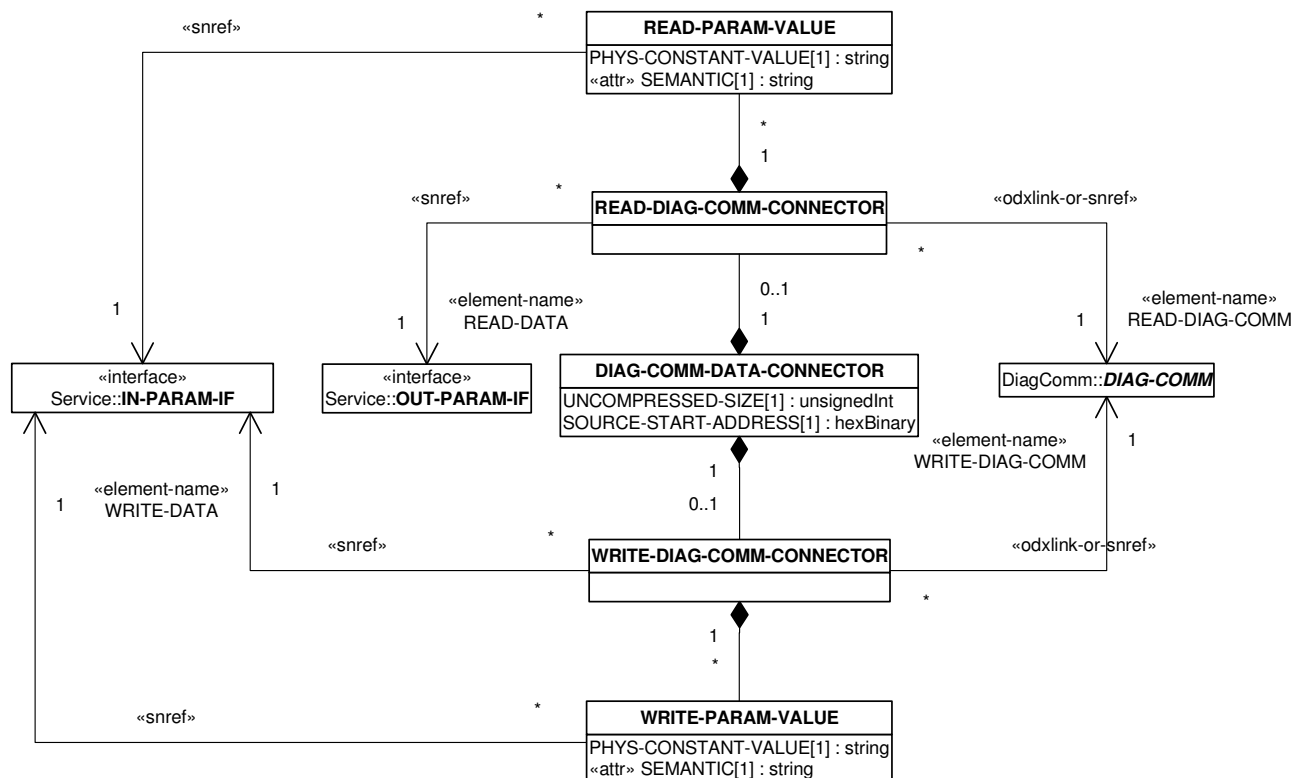 «snref»
*
READ-PARAM-VALUE
PHYS-CONSTANT-VALUE[1] : string
«attr» SEMANTIC[1] : string
*
1
«snref»
*
READ-DIAG-COMM-CONNECTOR
«odxlink-or-snref»
*
0..1
1
«element-name»
READ-DATA
1
1
«element-name»
READ-DIAG-COMM
1
«interface»
Service::IN-PARAM-IF
«interface»
Service::OUT-PARAM-IF
DIAG-COMM-DATA-CONNECTOR
UNCOMPRESSED-SIZE[1] : unsignedInt
SOURCE-START-ADDRESS[1] : hexBinary
DiagComm::DIAG-COMM
«element-name»
WRITE-DIAG-COMM
1
1
«element-name»
WRITE-DATA
1
1
0..1
«snref»
*
WRITE-DIAG-COMM-CONNECTOR
«odxlink-or-snref»
*
1
*
«snref»
*
WRITE-PARAM-VALUE
PHYS-CONSTANT-VALUE[1] : string
«attr» SEMANTIC[1] : string